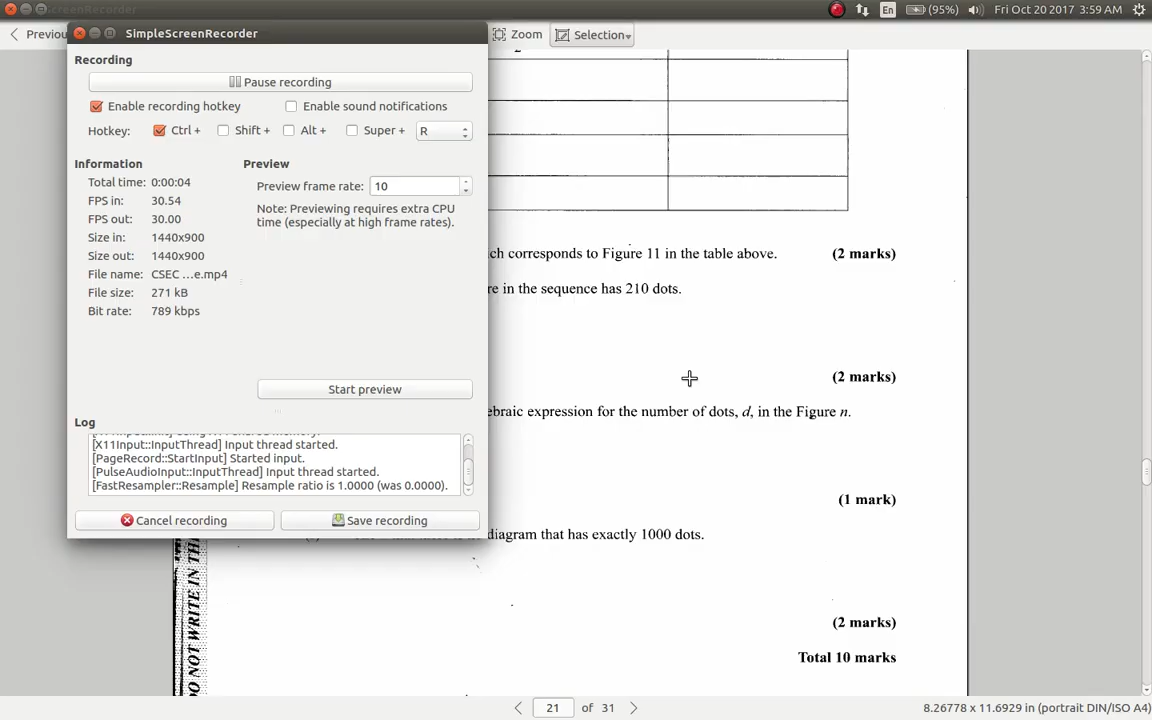 ScreenRecorder
En (95%) Fri Oct 20 2017 3:59 AM
Previou
SimpleScreenRecorder
Zoom Selection
Recording
Pause recording
Enable recording hotkey Enable sound notifications
Hotkey: Ctrl + Shift + Alt + Super + R
Information
Total time: 0:00:04
FPS in: 30.54
FPS out: 30.00
Size in: 1440x900
Size out: 1440x900
File name: CSEC ...e.mp4
File size: 271 kB
Bit rate: 789 kbps
Preview
Preview frame rate: 10
Note: Previewing requires extra CPU
time (especially at high frame rates).
Start preview
Log
[X11Input::InputThread] Input thread started.
[PageRecord::StartInput] Started input.
[PulseAudioInput::InputThread] Input thread started.
[FastResampler::Resample] Resample ratio is 1.0000 (was 0.0000).
Cancel recording Save recording
2
ch corresponds to Figure 11 in the table above. (2 marks)
re in the sequence has 210 dots.
(2 marks)
ebraic expression for the number of dots, d, in the Figure n.
(1 mark)
diagram that has exactly 1000 dots.
(2 marks)
Total 10 marks
DO NOT WRITE IN TH
21 of 31
8.26778 x 11.6929 in (portrait DIN/ISO A4)